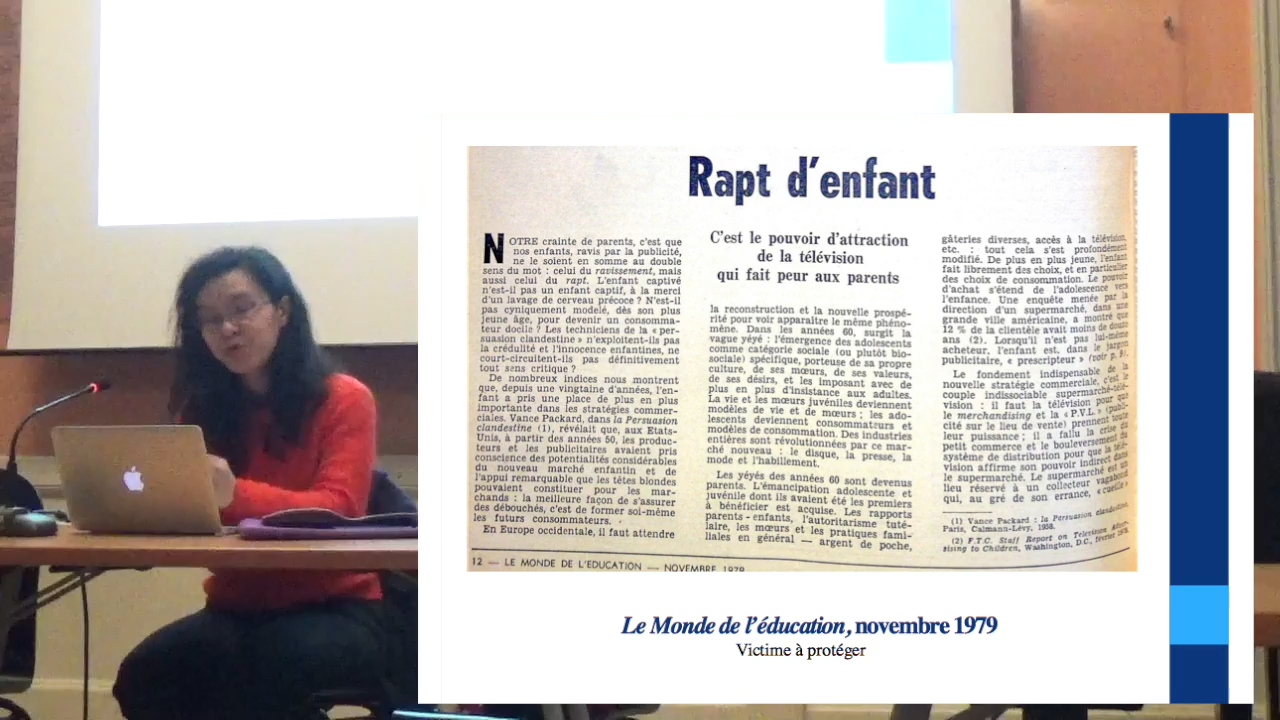 Rapt d'enfant
NOTRE crainte de parents, c'est que
nos enfants, ravis par la publicité,
ne le soient en somme au double
sens du mot : celui du ravissement, mais
aussi celui du rapt. L'enfant captivé
n'est-il pas un enfant captif, à la merci
d'un lavage de cerveau précoce ? N'est-il
pas cyniquement modelé, dès son plus
jeune âge, pour devenir un consomma-
teur docile ? Les techniciens de la « per-
suasion clandestine » n'exploitent-ils pas
la crédulité et l'innocence enfantines, ne
court-circuitent-ils pas définitivement
tout sens critique ?
De nombreux indices nous montrent
que, depuis une vingtaine d'années, l'en-
fant a pris une place de plus en plus
importante dans les stratégies commer-
ciales. Vance Packard, dans la Persuasion
clandestine (1), révélait que, aux Etats-
Unis, à partir des années 50, les produc-
teurs et les publicitaires avaient pris
conscience des potentialités considérables
du nouveau marché enfantin et de
l'appui remarquable que les têtes blondes
pouvaient constituer pour les mar-
chands : la meilleure façon de s'assurer
des débouchés, c'est de former soi-même
les futurs consommateurs.
En Europe occidentale, il faut attendre
C'est le pouvoir d'attraction
de la télévision
qui fait peur aux parents
la reconstruction et la nouvelle prospé-
rité pour voir apparaître le même phéno-
mène. Dans les années 60, surgit la
vague yéyé : l'émergence des adolescents
comme catégorie sociale (ou plutôt bio-
sociale) spécifique, porteuse de sa propre
culture, de ses mœurs, de ses valeurs,
de ses désirs, et les imposant avec de
plus en plus d'insistance aux adultes.
La vie et les mœurs juvéniles deviennent
modèles de vie et de mœurs ; les ado-
lescents deviennent consommateurs et
modèles de consommation. Des industries
entières sont révolutionnées par ce mar-
ché nouveau : le disque, la presse, la
mode et l'habillement.
Les yéyés des années 60 sont devenus
parents. L'émancipation adolescente et
juvénile dont ils avaient été les premiers
à bénéficier est acquise. Les rapports
parents - enfants, l'autoritarisme tuté-
laire, les mœurs et les pratiques fami-
liales en général — argent de poche,
gâteries diverses, accès à la télévision,
etc. : tout cela s'est profondément
modifié. De plus en plus jeune, l'enfant
fait librement des choix, et en particulier
des choix de consommation. Le pouvoir
d'achat s'étend de l'adolescence vers
l'enfance. Une enquête menée par la
direction d'un supermarché, dans une
grande ville américaine, a montré que
12 % de la clientèle avait moins de douze
ans (2). Lorsqu'il n'est pas lui-même
acheteur, l'enfant est, dans le jargon
publicitaire, « prescripteur » (voir p. 8).
Le fondement indispensable de la
nouvelle stratégie commerciale, c'est le
couple indissociable supermarché-télé-
vision : il faut la télévision pour que
le merchandising et la « P.V.L. » (publi-
cité sur le lieu de vente) prennent toute
leur puissance ; il a fallu la crise du
petit commerce et le bouleversement du
système de distribution pour que la télé-
vision affirme son pouvoir indirect dans
le supermarché. Le supermarché est un
lieu réservé à un collecteur vagabond
qui, au gré de son errance, « cueille »
(1) Vance Packard : la Persuasion clandestine,
Paris, Calmann-Lévy, 1958.
(2) F.T.C. Staff Report on Television Adver-
tising to Children, Washington, D.C., février 1978.
12 — LE MONDE DE L'EDUCATION — NOVEMBRE 1979
Le Monde de l'éducation, novembre 1979
Victime à protéger